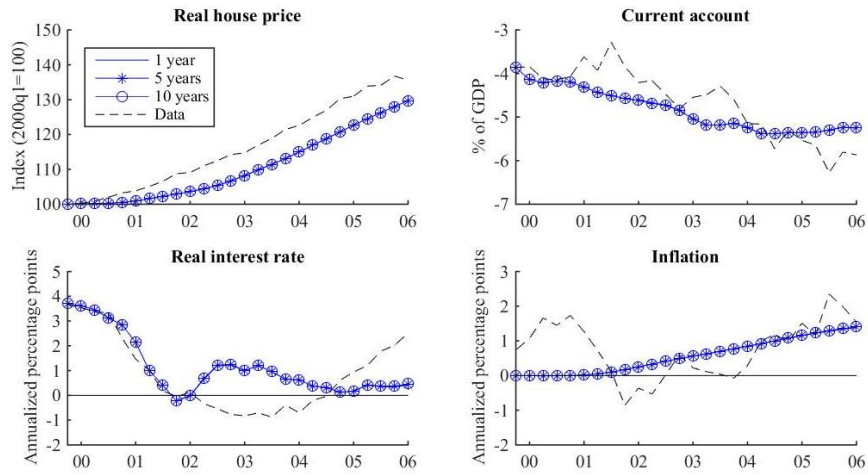 Real house price
Index (2000q1=100)
150
140
130
120
110
100
1 year
5 years
10 years
Data
00 01 02 03 04 05 06
Current account
% of GDP
-3
-4
-5
-6
-7
00 01 02 03 04 05 06
Real interest rate
Annualized percentage points
5
4
3
2
1
0
-1
-2
00 01 02 03 04 05 06
Inflation
Annualized percentage points
3
2
1
0
-1
-2
00 01 02 03 04 05 06